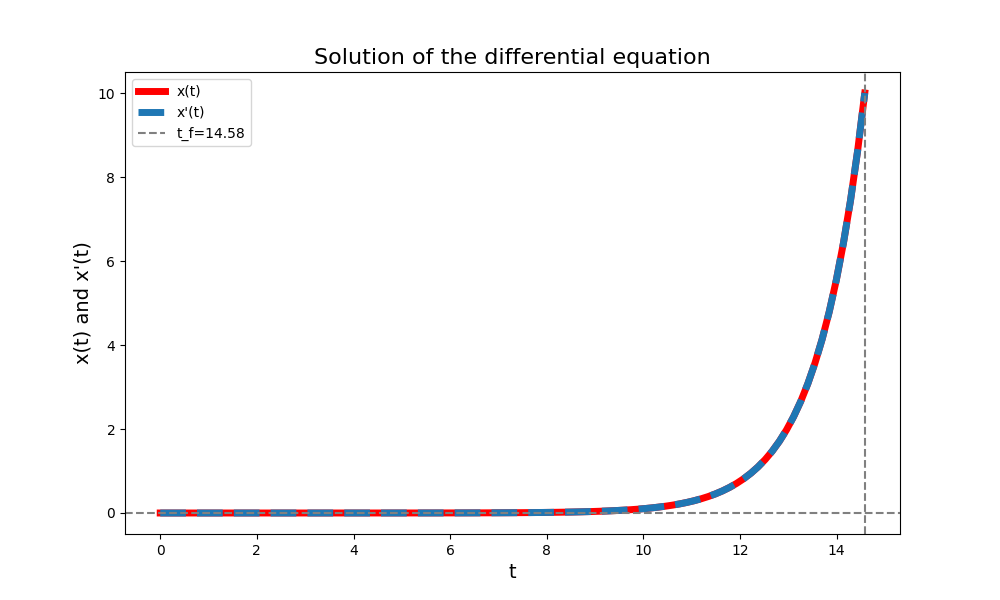 Solution of the differential equation
x(t)
x'(t)
t_f=14.58
x(t) and x'(t)
10
8
6
4
2
0
0 2 4 6 8 10 12 14
t